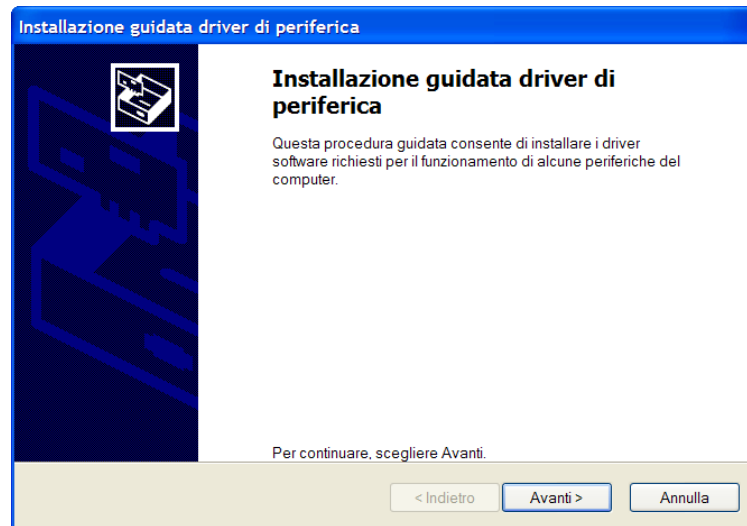 Installazione guidata driver di periferica
Installazione guidata driver di
periferica
Questa procedura guidata consente di installare i driver
software richiesti per il funzionamento di alcune periferiche del
computer.
Per continuare, scegliere Avanti.
< Indietro
Avanti >
Annulla